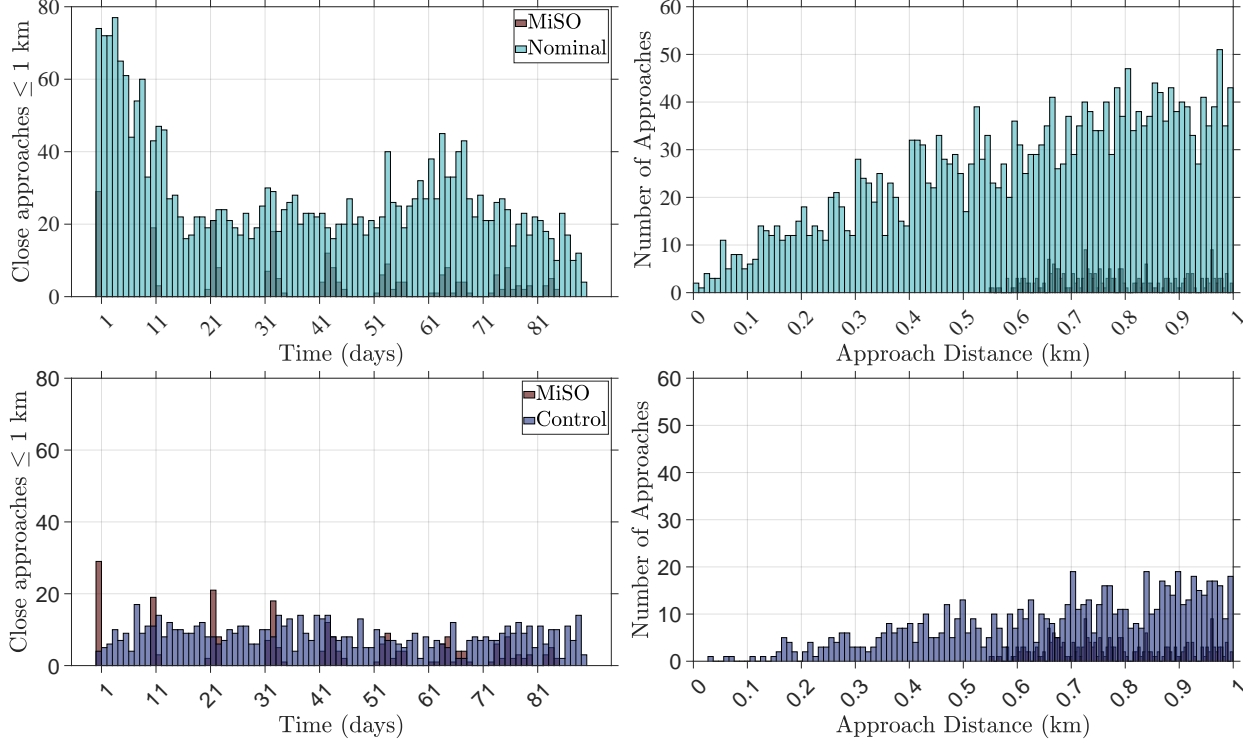 Close approaches ≤ 1 km
80
60
40
20
0
MiSO
Nominal
1 11 21 31 41 51 61 71 81
Time (days)
Number of Approaches
60
50
40
30
20
10
0
0 0.1 0.2 0.3 0.4 0.5 0.6 0.7 0.8 0.9 1
Approach Distance (km)
Close approaches ≤ 1 km
80
60
40
20
0
MiSO
Control
1 11 21 31 41 51 61 71 81
Time (days)
Number of Approaches
60
50
40
30
20
10
0
0 0.1 0.2 0.3 0.4 0.5 0.6 0.7 0.8 0.9 1
Approach Distance (km)